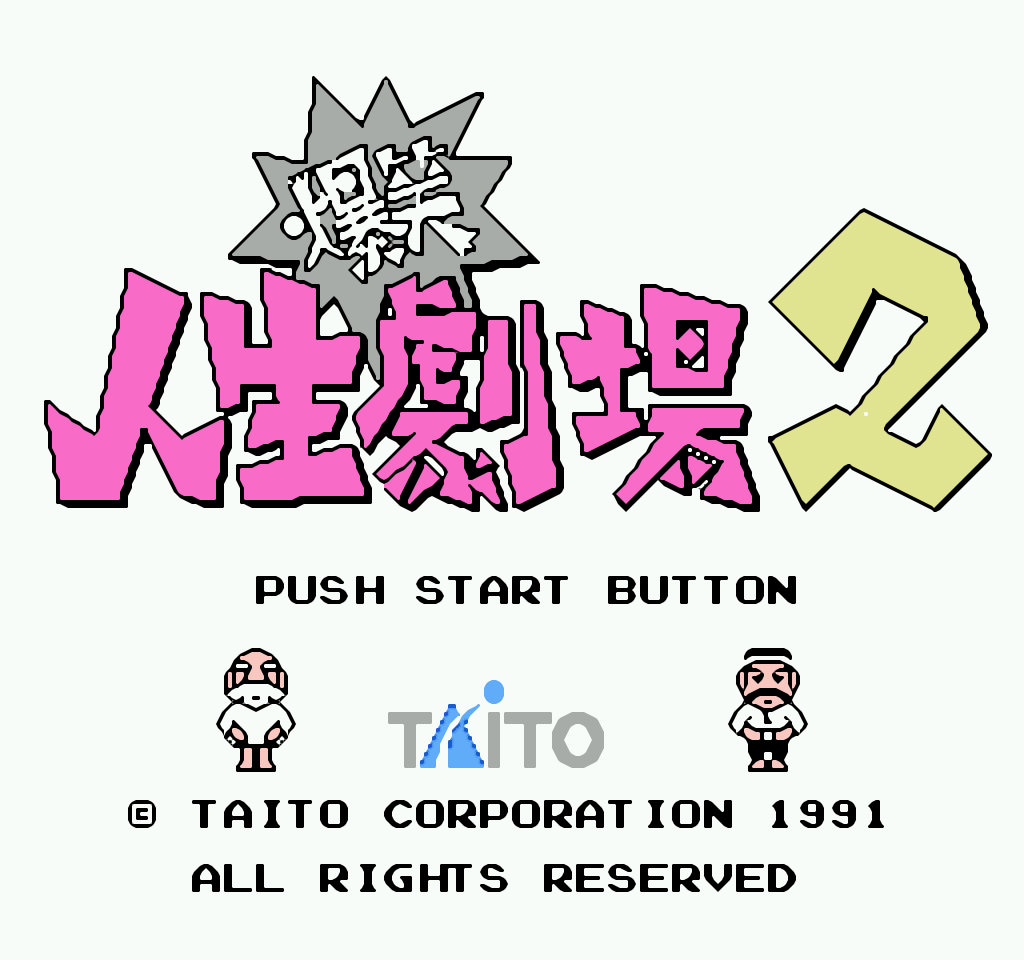 爆笑
人生劇場2
PUSH START BUTTON
TAiTO
© TAITO CORPORATION 1991
ALL RIGHTS RESERVED